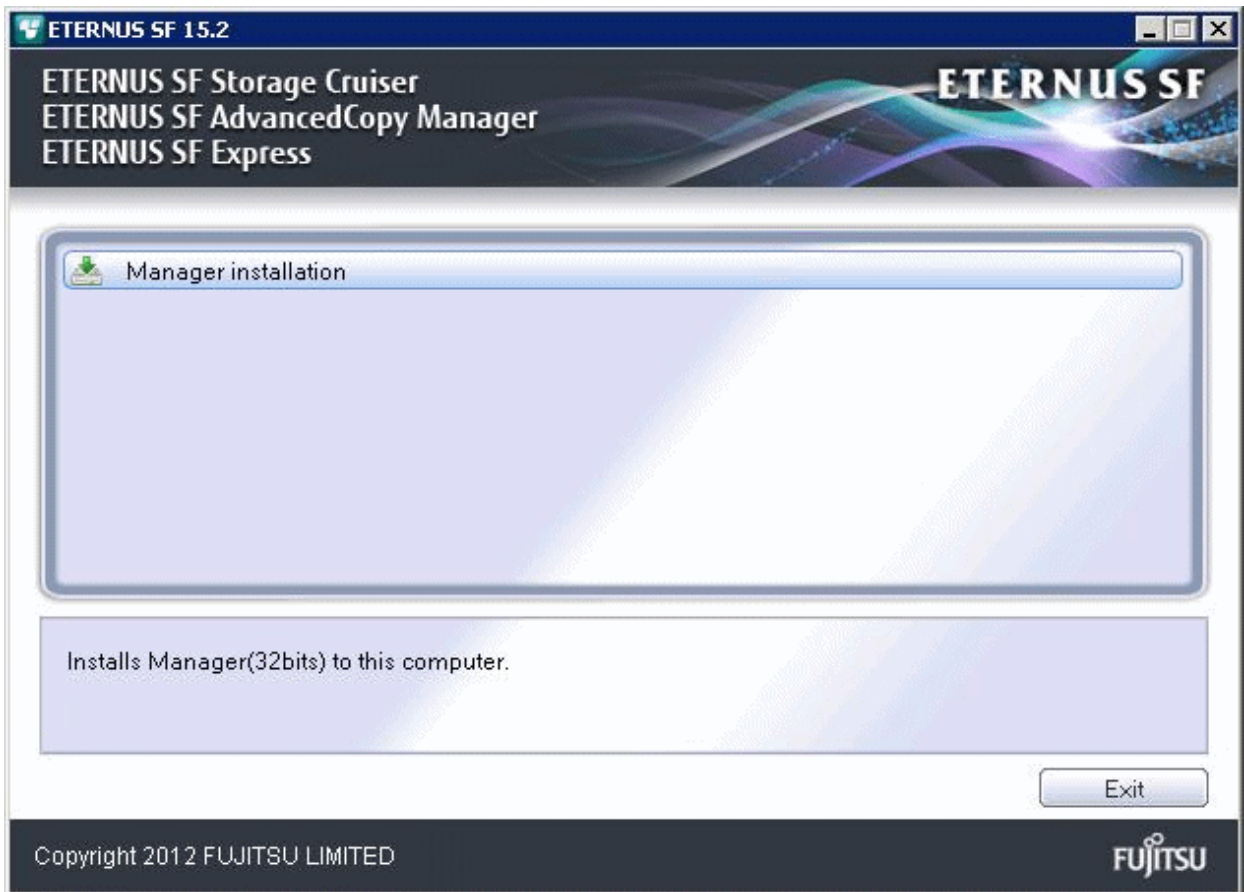 ETERNUS SF 15.2
ETERNUS SF Storage Cruiser
ETERNUS SF AdvancedCopy Manager
ETERNUS SF Express
ETERNUS SF
Manager installation
Installs Manager(32bits) to this computer.
Exit
Copyright 2012 FUJITSU LIMITED
FUJITSU